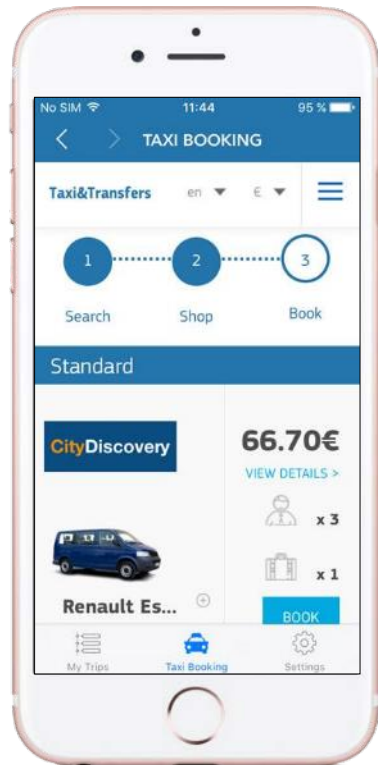 No SIM 11:44 95 %
TAXI BOOKING
Taxi&Transfers en €
1 2 3
Search Shop Book
Standard
CityDiscovery
66.70€
VIEW DETAILS >
x 3
x 1
Renault Es...
BOOK
My Trips Taxi Booking Settings